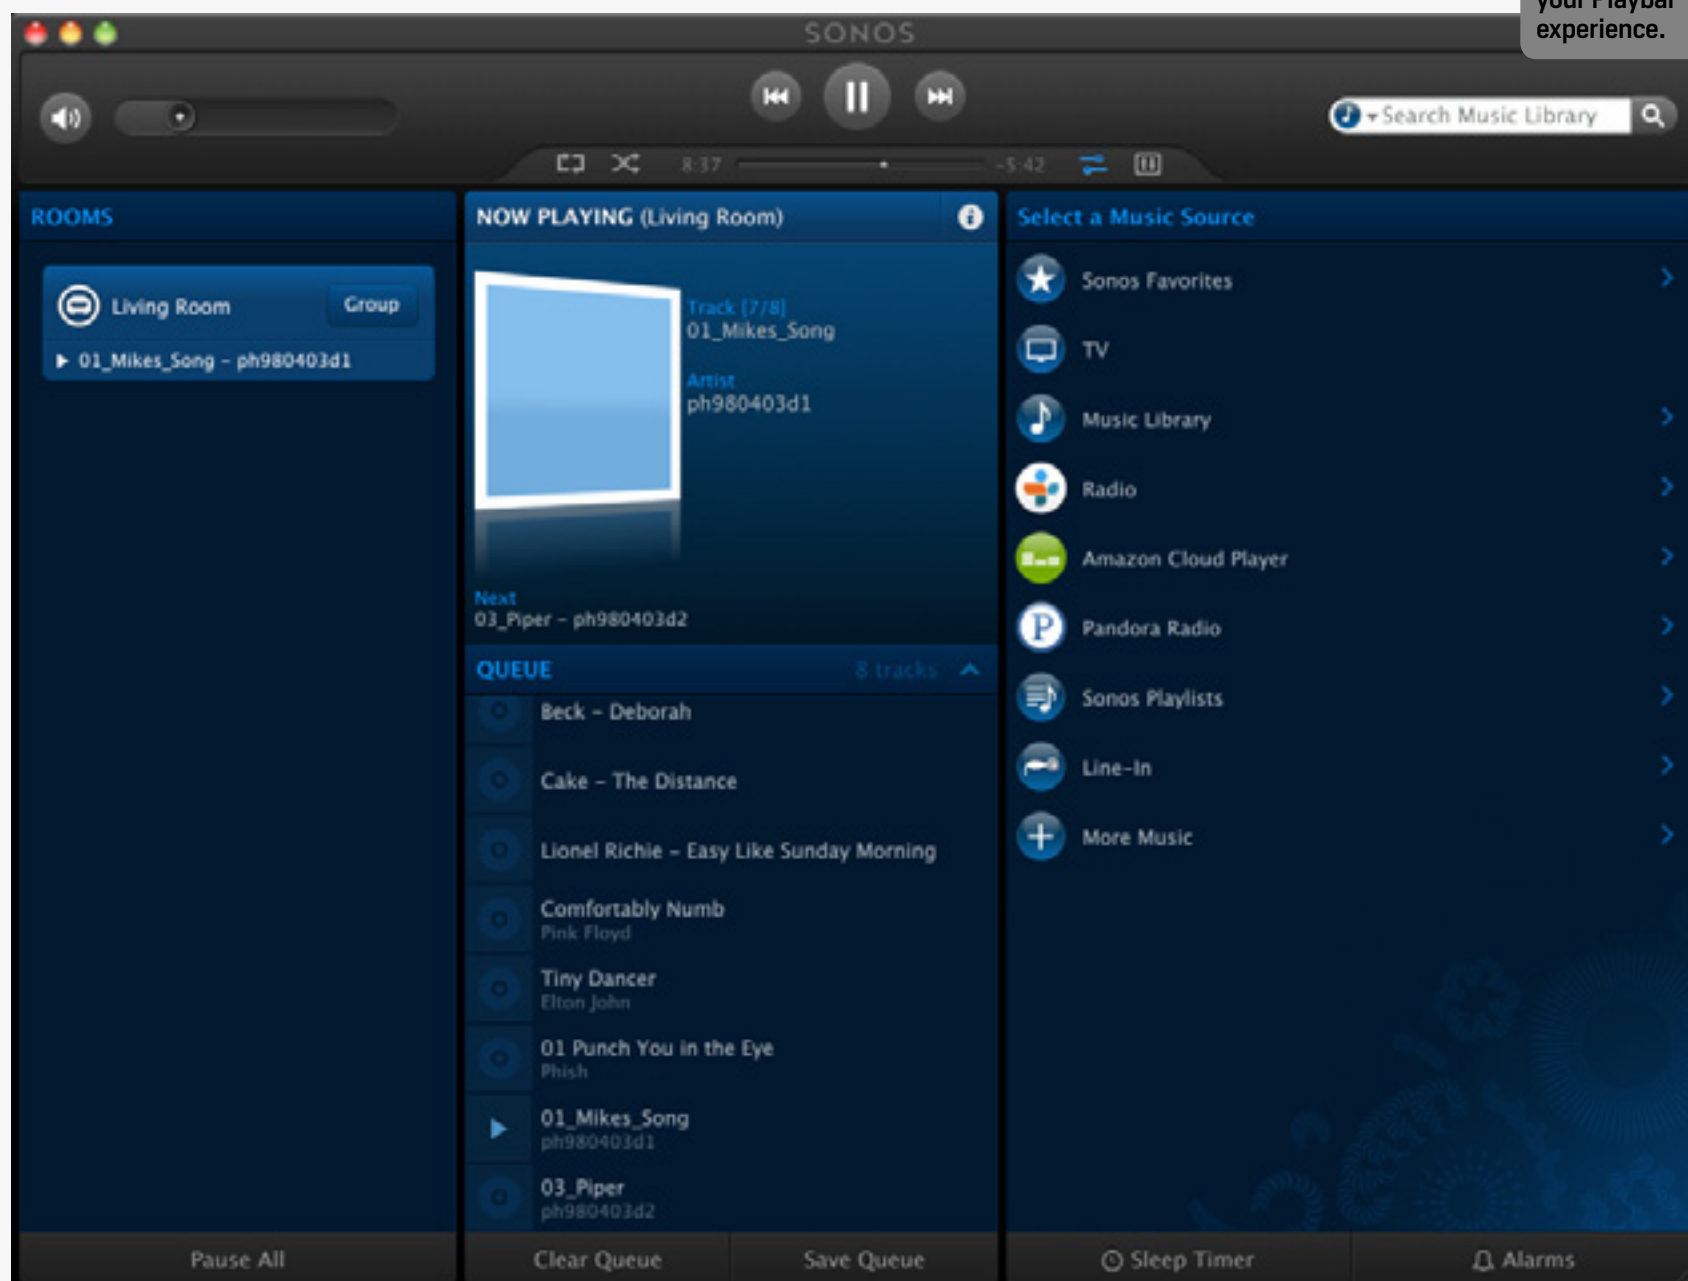 your Playbar
experience.
SONOS
Search Music Library
8:37
-5:42
ROOMS
Living Room
Group
01_Mikes_Song – ph980403d1
NOW PLAYING (Living Room)
Track [7/8]
01_Mikes_Song
Artist
ph980403d1
Next
03_Piper – ph980403d2
QUEUE
8 tracks
Beck – Deborah
Cake – The Distance
Lionel Richie – Easy Like Sunday Morning
Comfortably Numb
Pink Floyd
Tiny Dancer
Elton John
01 Punch You in the Eye
Phish
01_Mikes_Song
ph980403d1
03_Piper
ph980403d2
Select a Music Source
Sonos Favorites
TV
Music Library
Radio
Amazon Cloud Player
P
Pandora Radio
Sonos Playlists
Line-In
More Music
Pause All
Clear Queue
Save Queue
Sleep Timer
Alarms